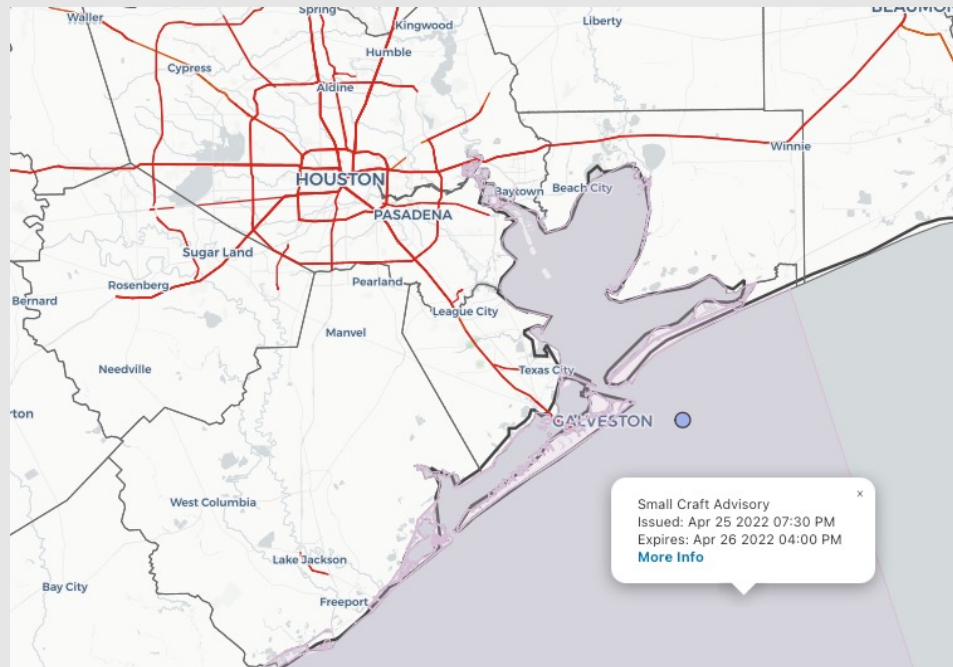 Waller
Spring
Kingwood
Liberty
BEAUMON
Humble
Cypress
Aldine
Winnie
HOUSTON
Baytown
Beach City
PASADENA
Sugar Land
Pearland
Rosenberg
Bernard
League City
Manvel
Needville
Texas City
rton
GALVESTON
West Columbia
Small Craft Advisory
×
Issued: Apr 25 2022 07:30 PM
Expires: Apr 26 2022 04:00 PM
More Info
Lake Jackson
Bay City
Freeport